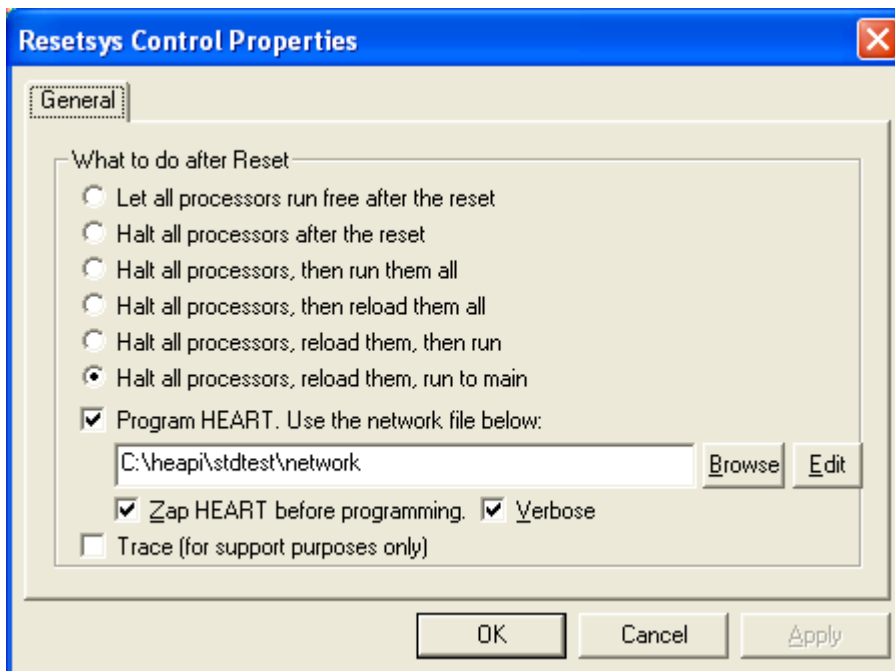 Resetsys Control Properties
General
What to do after Reset
Let all processors run free after the reset
Halt all processors after the reset
Halt all processors, then run them all
Halt all processors, then reload them all
Halt all processors, reload them, then run
Halt all processors, reload them, run to main
Program HEART. Use the network file below:
C:\heapi\stdtest\network Browse Edit
Zap HEART before programming. Verbose
Trace (for support purposes only)
OK Cancel Apply